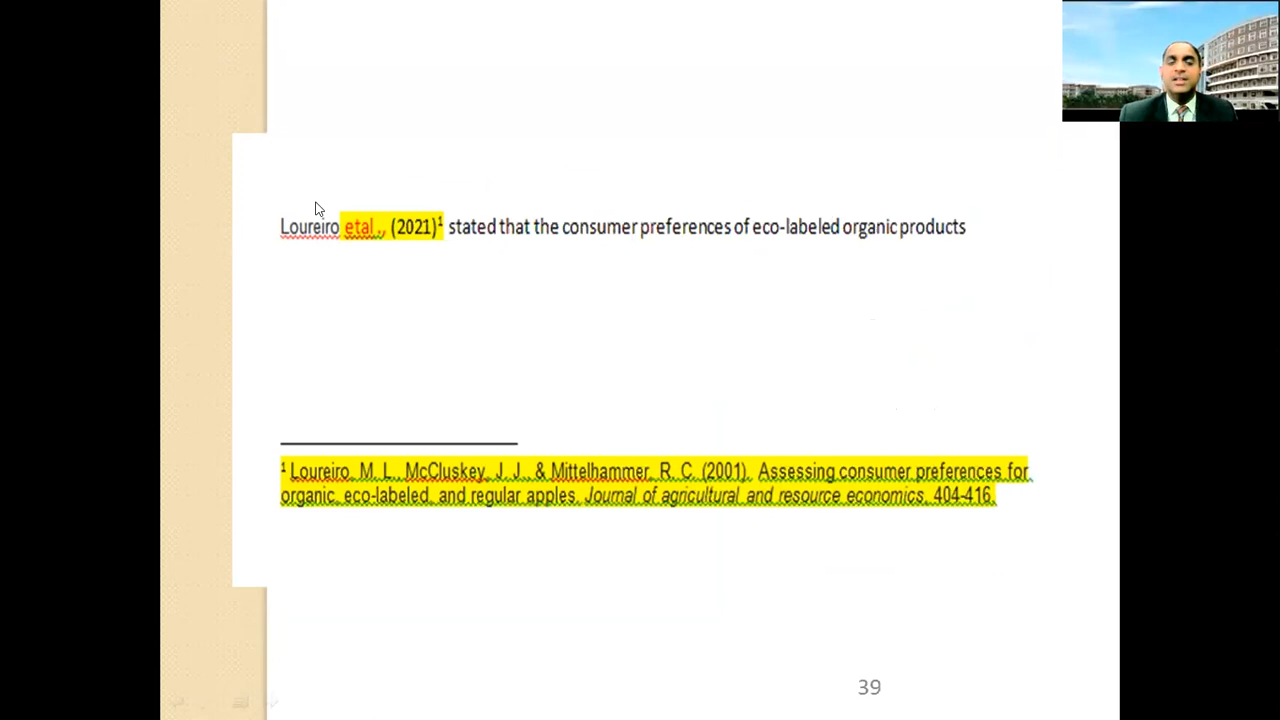 Loureiro etal ., (2021)¹ stated that the consumer preferences of eco-labeled organic products
¹ Loureiro, M. L., McCluskey, J. J., & Mittelhammer, R. C. (2001). Assessing consumer preferences for
organic, eco-labeled, and regular apples. Journal of agricultural and resource economics, 404-416.
39